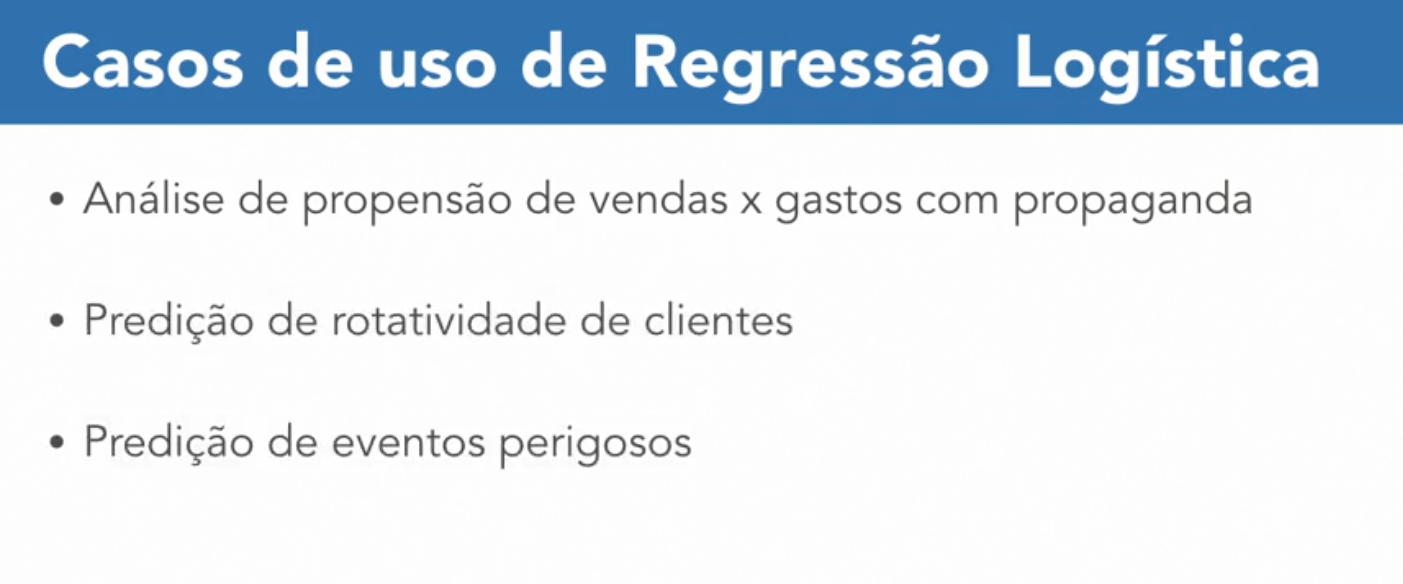 Casos de uso de Regressão Logística
• Análise de propensão de vendas x gastos com propaganda
• Predição de rotatividade de clientes
• Predição de eventos perigosos